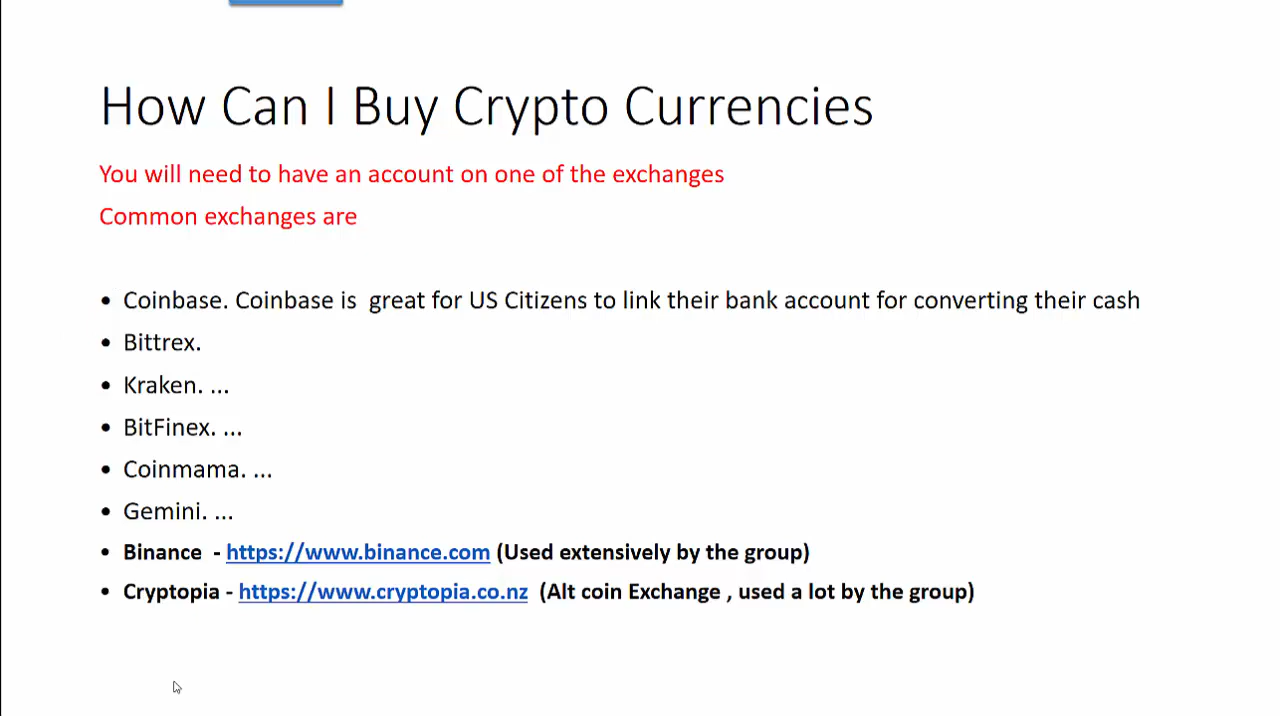 How Can I Buy Crypto Currencies
You will need to have an account on one of the exchanges
Common exchanges are
• Coinbase. Coinbase is  great for US Citizens to link their bank account for converting their cash
• Bittrex.
• Kraken. ...
• BitFinex. ...
• Coinmama. ...
• Gemini. ...
• Binance  - https://www.binance.com (Used extensively by the group)
• Cryptopia - https://www.cryptopia.co.nz  (Alt coin Exchange , used a lot by the group)